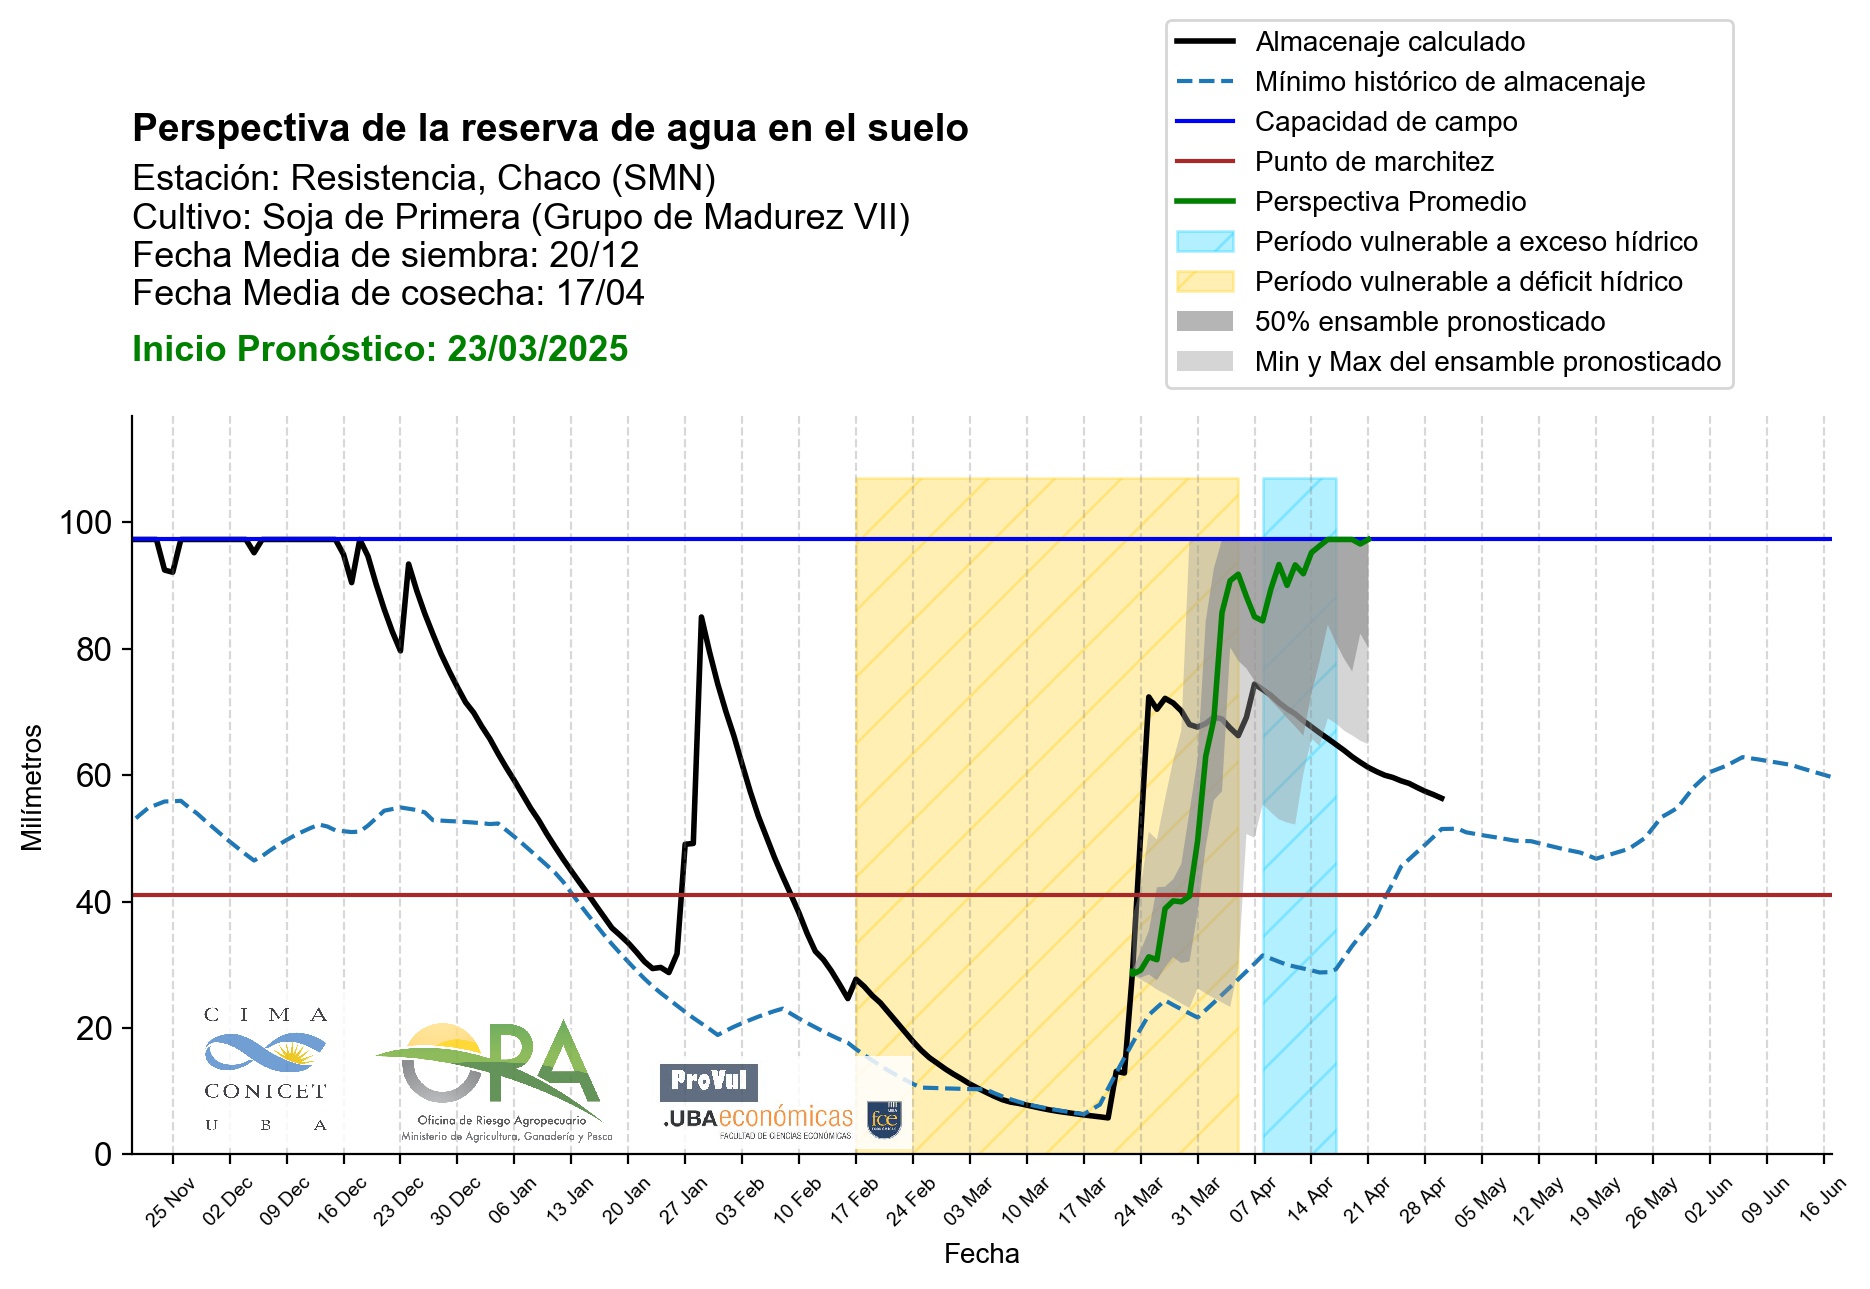 Almacenaje calculado
Mínimo histórico de almacenaje
Capacidad de campo
Punto de marchitez
Perspectiva Promedio
Período vulnerable a exceso hídrico
Período vulnerable a déficit hídrico
50% ensamble pronosticado
Min y Max del ensamble pronosticado
Perspectiva de la reserva de agua en el suelo
Estación: Resistencia, Chaco (SMN)
Cultivo: Soja de Primera (Grupo de Madurez VII)
Fecha Media de siembra: 20/12
Fecha Media de cosecha: 17/04
Inicio Pronóstico: 23/03/2025
Milímetros
100
80
60
40
20
0
CIMA
CONICET
UBA
ORA
Oficina de Riesgo Agropecuario
Ministerio de Agricultura, Ganadería y Pesca
ProVul
.UBAeconómicas
FACULTAD DE CIENCIAS ECONÓMICAS
UBA
fce
25 Nov
02 Dec
09 Dec
16 Dec
23 Dec
30 Dec
06 Jan
13 Jan
20 Jan
27 Jan
03 Feb
10 Feb
17 Feb
24 Feb
03 Mar
10 Mar
17 Mar
24 Mar
31 Mar
07 Apr
14 Apr
21 Apr
28 Apr
05 May
12 May
19 May
26 May
02 Jun
09 Jun
16 Jun
Fecha